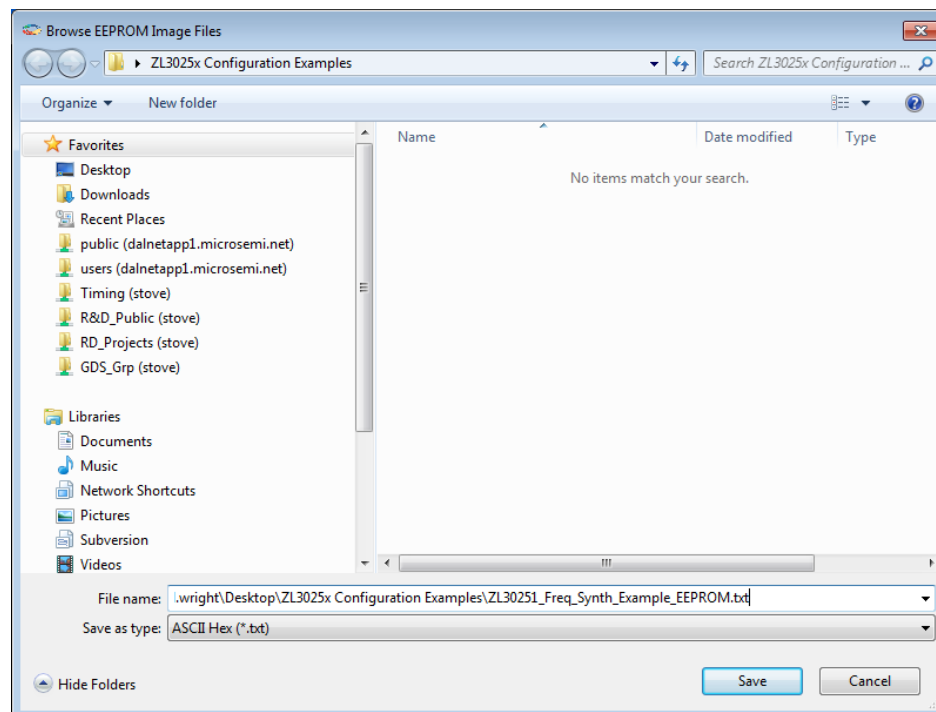 Browse EEPROM Image Files
ZL3025x Configuration Examples
Search ZL3025x Configuration ...
Organize
New folder
Name
Date modified
Type
No items match your search.
Favorites
Desktop
Downloads
Recent Places
public (dalnetapp1.microsemi.net)
users (dalnetapp1.microsemi.net)
Timing (stove)
R&D_Public (stove)
RD_Projects (stove)
GDS_Grp (stove)
Libraries
Documents
Music
Network Shortcuts
Pictures
Subversion
Videos
File name: .wright\Desktop\ZL3025x Configuration Examples\ZL30251_Freq_Synth_Example_EEPROM.txt
Save as type: ASCII Hex (*.txt)
Hide Folders
Save
Cancel